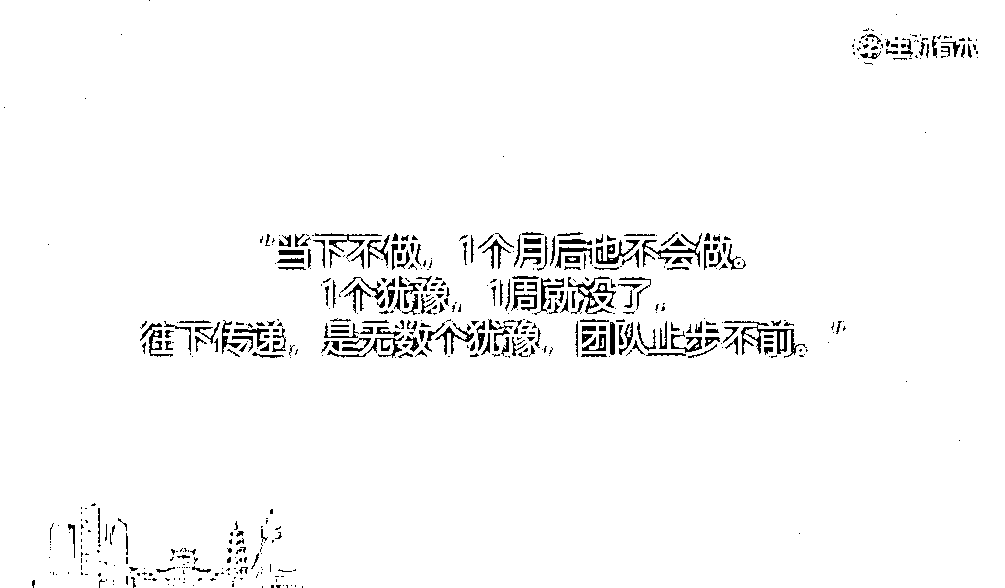 生财有术
“当下不做，1个月后也不会做。
1个犹豫，1周就没了。
往下传递，是无数个犹豫，团队止步不前。”